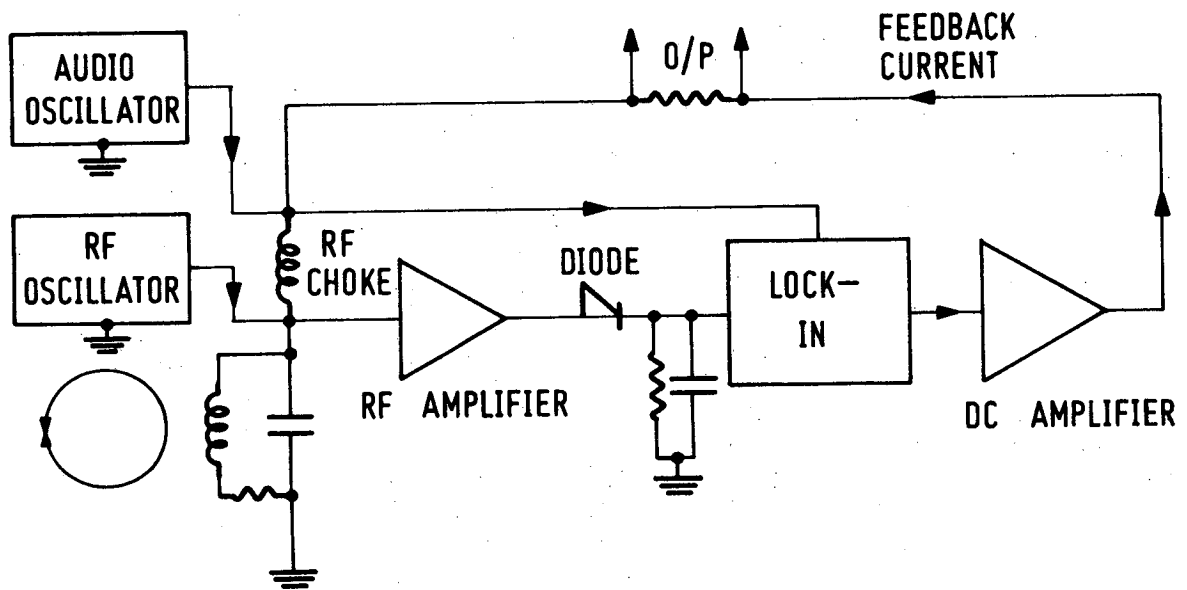 AUDIO
OSCILLATOR
O/P
FEEDBACK
CURRENT
RF
OSCILLATOR
RF
CHOKE
DIODE
LOCK-
IN
RF AMPLIFIER
DC AMPLIFIER